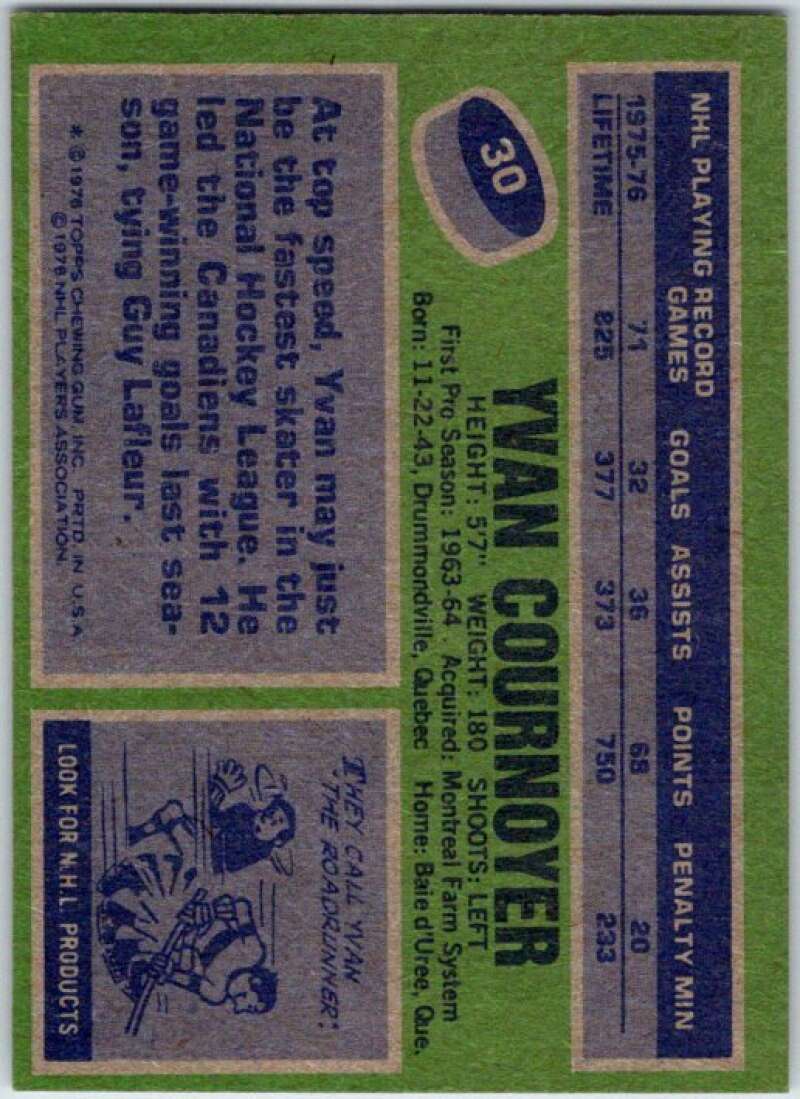 NHL PLAYING RECORD
GAMES GOALS ASSISTS POINTS PENALTY MIN
1975-76 71 32 36 68 20
LIFETIME 825 377 373 750 233
30
YVAN COURNOYER
HEIGHT: 5'7" WEIGHT: 180 SHOOTS: LEFT
First Pro Season: 1963-64. Acquired: Montreal Farm System
Born: 11-22-43, Drummondville, Quebec Home: Baie d'Uree, Que.
At top speed, Yvan may just
be the fastest skater in the
National Hockey League. He
led the Canadiens with 12
game-winning goals last sea-
son, tying Guy Lafleur.
* © 1976 TOPPS CHEWING GUM INC. PRTD. IN U.S.A
© 1976 NHL PLAYERS ASSOCIATION.
THEY CALL YVAN
'THE ROADRUNNER'.
LOOK FOR N.H.L. PRODUCTS